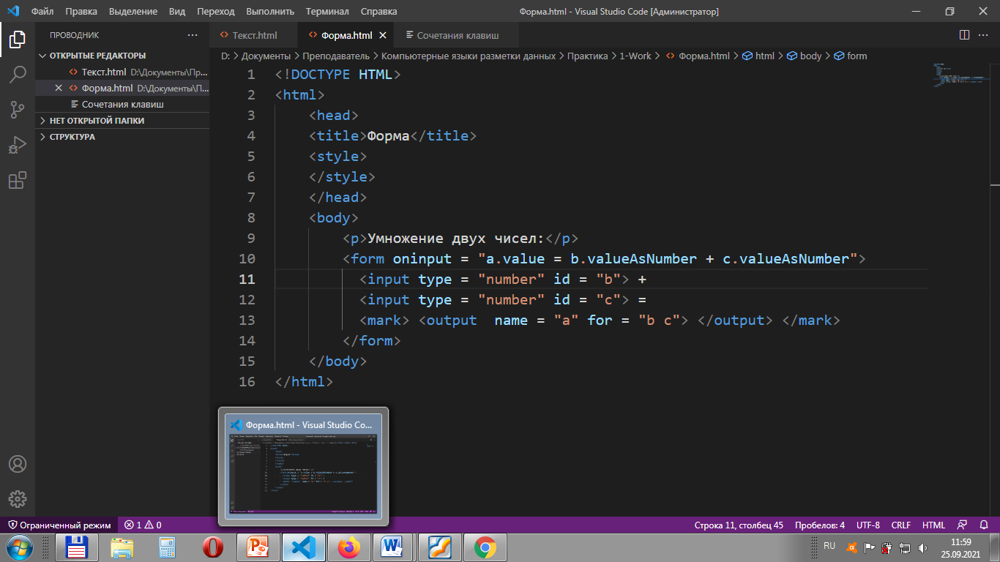 Файл Правка Выделение Вид Переход Выполнить Терминал Справка Форма.html - Visual Studio Code [Администратор]
ПРОВОДНИК
Текст.html Форма.html Сочетания клавиш
ОТКРЫТЫЕ РЕДАКТОРЫ
Текст.html D:\Документы\Пр...
Форма.html D:\Документы\П...
Сочетания клавиш
НЕТ ОТКРЫТОЙ ПАПКИ
СТРУКТУРА
D: > Документы > Преподаватель > Компьютерные языки разметки данных > Практика > 1-Work > Форма.html > html > body > form
1 <!DOCTYPE HTML>
2 <html>
3 <head>
4 <title>Форма</title>
5 <style>
6 </style>
7 </head>
8 <body>
9 <p>Умножение двух чисел:</p>
10 <form oninput = "a.value = b.valueAsNumber + c.valueAsNumber">
11 <input type = "number" id = "b"> +
12 <input type = "number" id = "c"> =
13 <mark> <output  name = "a" for = "b c"> </output> </mark>
14 </form>
15 </body>
16 </html>
Форма.html - Visual Studio Co...
Ограниченный режим 1 0 Строка 11, столбец 45 Пробелов: 4 UTF-8 CRLF HTML
RU 11:59
25.09.2021